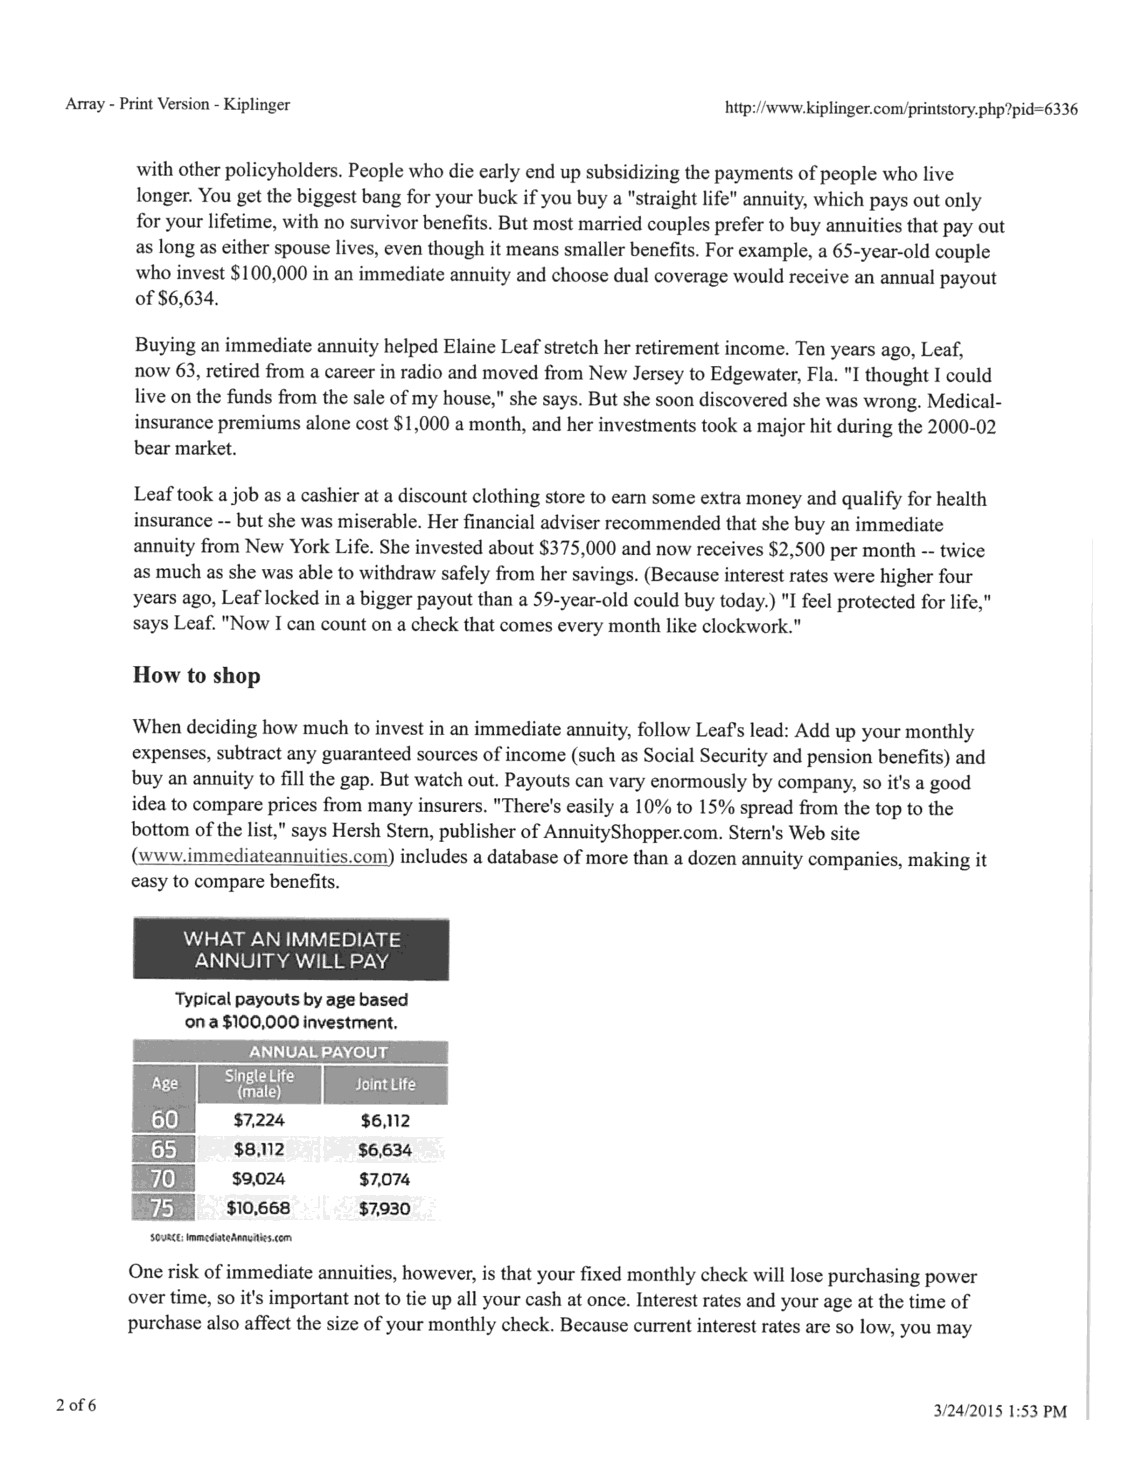 Array - Print Version - Kiplinger
http://www.kiplinger.com/printstory.php?pid=6336
with other policyholders. People who die early end up subsidizing the payments of people who live
longer. You get the biggest bang for your buck if you buy a "straight life" annuity, which pays out only
for your lifetime, with no survivor benefits. But most married couples prefer to buy annuities that pay out
as long as either spouse lives, even though it means smaller benefits. For example, a 65-year-old couple
who invest $100,000 in an immediate annuity and choose dual coverage would receive an annual payout
of $6,634.
Buying an immediate annuity helped Elaine Leaf stretch her retirement income. Ten years ago, Leaf,
now 63, retired from a career in radio and moved from New Jersey to Edgewater, Fla. "I thought I could
live on the funds from the sale of my house," she says. But she soon discovered she was wrong. Medical-
insurance premiums alone cost $1,000 a month, and her investments took a major hit during the 2000-02
bear market.
Leaf took a job as a cashier at a discount clothing store to earn some extra money and qualify for health
insurance -- but she was miserable. Her financial adviser recommended that she buy an immediate
annuity from New York Life. She invested about $375,000 and now receives $2,500 per month -- twice
as much as she was able to withdraw safely from her savings. (Because interest rates were higher four
years ago, Leaf locked in a bigger payout than a 59-year-old could buy today.) "I feel protected for life,"
says Leaf. "Now I can count on a check that comes every month like clockwork."
How to shop
When deciding how much to invest in an immediate annuity, follow Leaf's lead: Add up your monthly
expenses, subtract any guaranteed sources of income (such as Social Security and pension benefits) and
buy an annuity to fill the gap. But watch out. Payouts can vary enormously by company, so it's a good
idea to compare prices from many insurers. "There's easily a 10% to 15% spread from the top to the
bottom of the list," says Hersh Stern, publisher of AnnuityShopper.com. Stern's Web site
(www.immediateannuities.com) includes a database of more than a dozen annuity companies, making it
easy to compare benefits.
WHAT AN IMMEDIATE
ANNUITY WILL PAY
Typical payouts by age based
on a $100,000 investment.
ANNUAL PAYOUT
Age Single Life (male) Joint Life
60 $7,224 $6,112
65 $8,112 $6,634
70 $9,024 $7,074
75 $10,668 $7,930
SOURCE: ImmediateAnnuities.com
One risk of immediate annuities, however, is that your fixed monthly check will lose purchasing power
over time, so it's important not to tie up all your cash at once. Interest rates and your age at the time of
purchase also affect the size of your monthly check. Because current interest rates are so low, you may
2 of 6
3/24/2015 1:53 PM